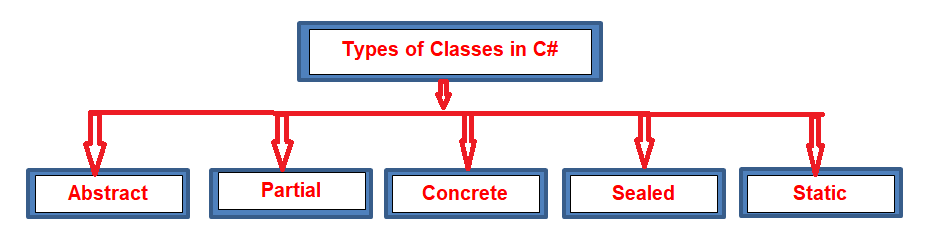 Types of Classes in C#
Abstract
Partial
Concrete
Sealed
Static